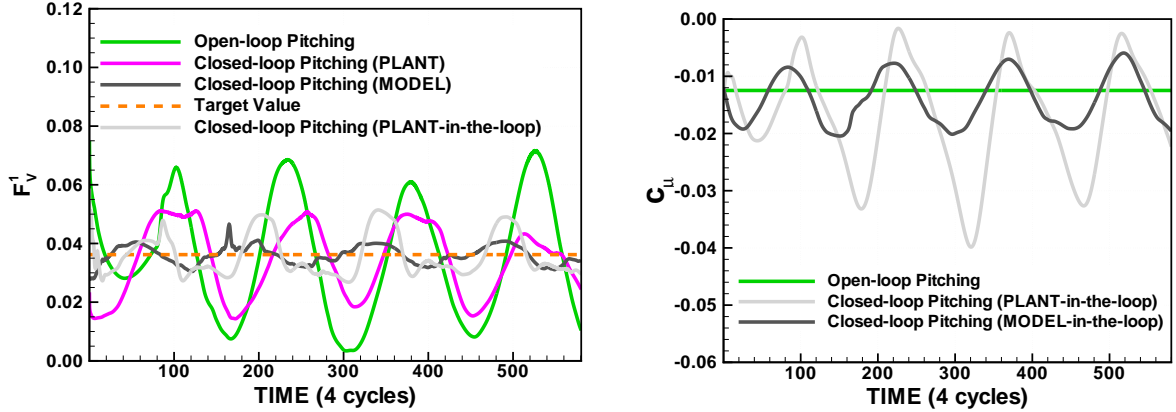 0.12
0.10
0.08
0.06
0.04
0.02
0.00
F_v^1
Open-loop Pitching
Closed-loop Pitching (PLANT)
Closed-loop Pitching (MODEL)
Target Value
Closed-loop Pitching (PLANT-in-the-loop)
100 200 300 400 500
TIME (4 cycles)
-0.00
-0.01
-0.02
-0.03
-0.04
-0.05
-0.06
C_μ
Open-loop Pitching
Closed-loop Pitching (PLANT-in-the-loop)
Closed-loop Pitching (MODEL-in-the-loop)
100 200 300 400 500
TIME (4 cycles)